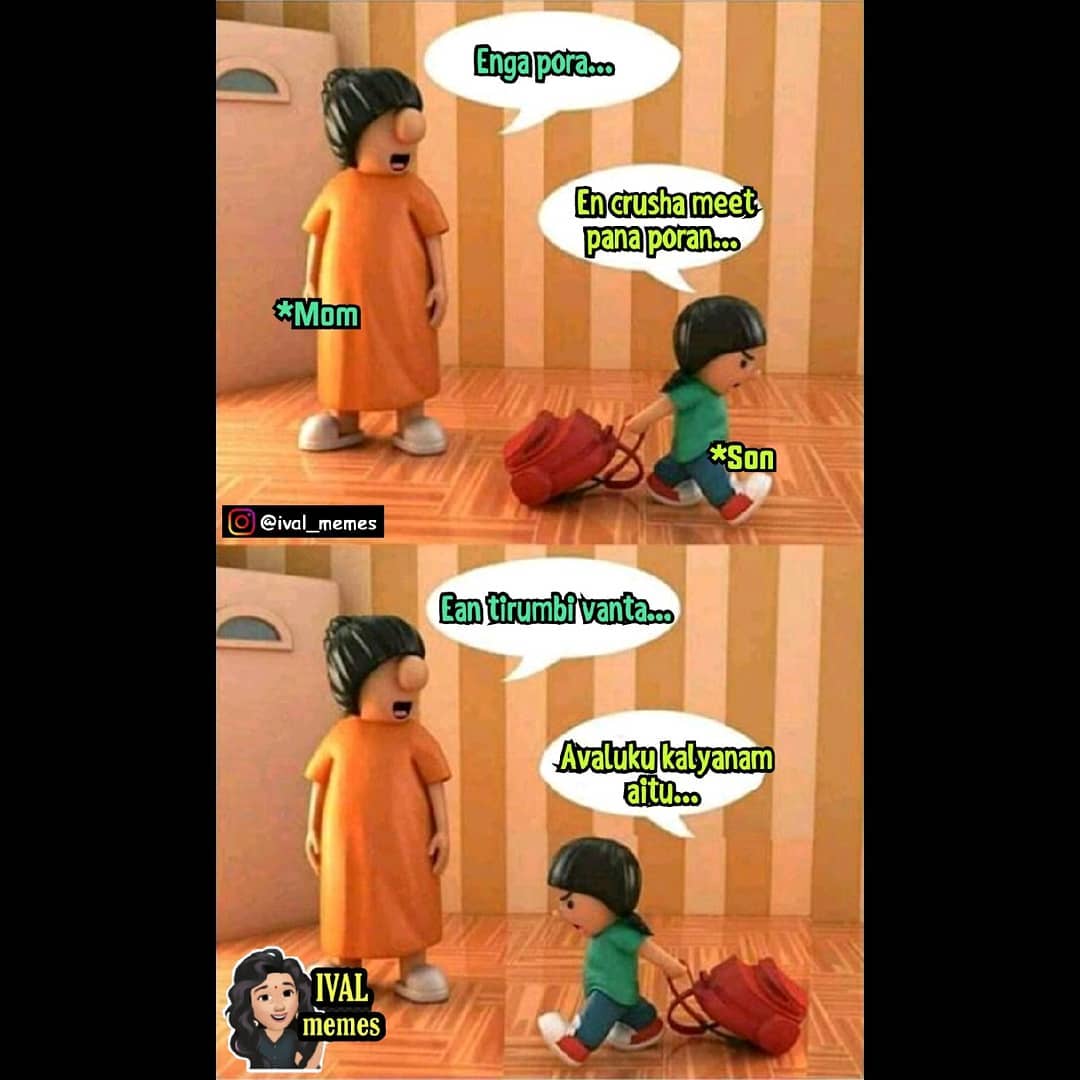 Enga pora...
En crusha meet
pana poran...
*Mom
*Son
@ival_memes
Ean tirumbi vanta...
Avaluku kalyanam
aitu...
IVAL
memes